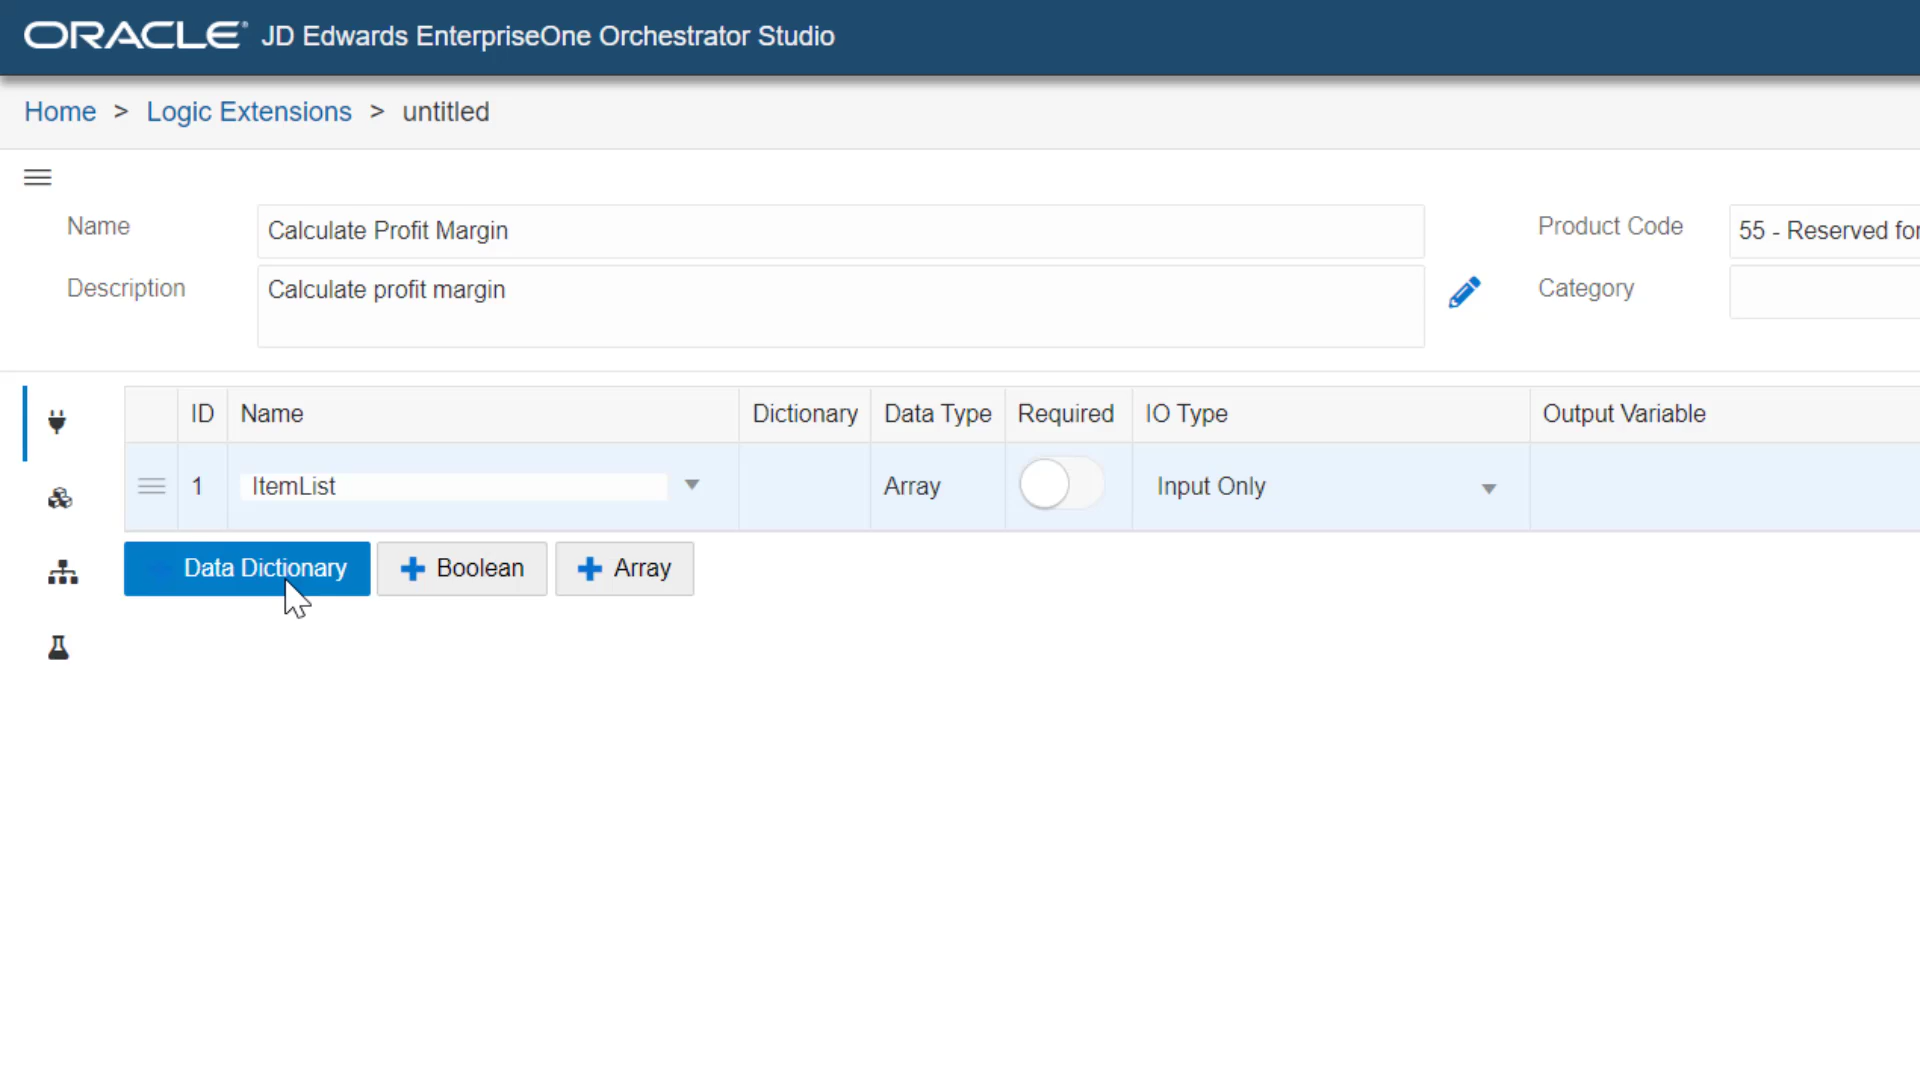 ORACLE® JD Edwards EnterpriseOne Orchestrator Studio
Home > Logic Extensions > untitled
Name Calculate Profit Margin Product Code 55 - Reserved for
Description Calculate profit margin Category
ID Name Dictionary Data Type Required IO Type Output Variable
1 ItemList Array Input Only
Data Dictionary Boolean Array